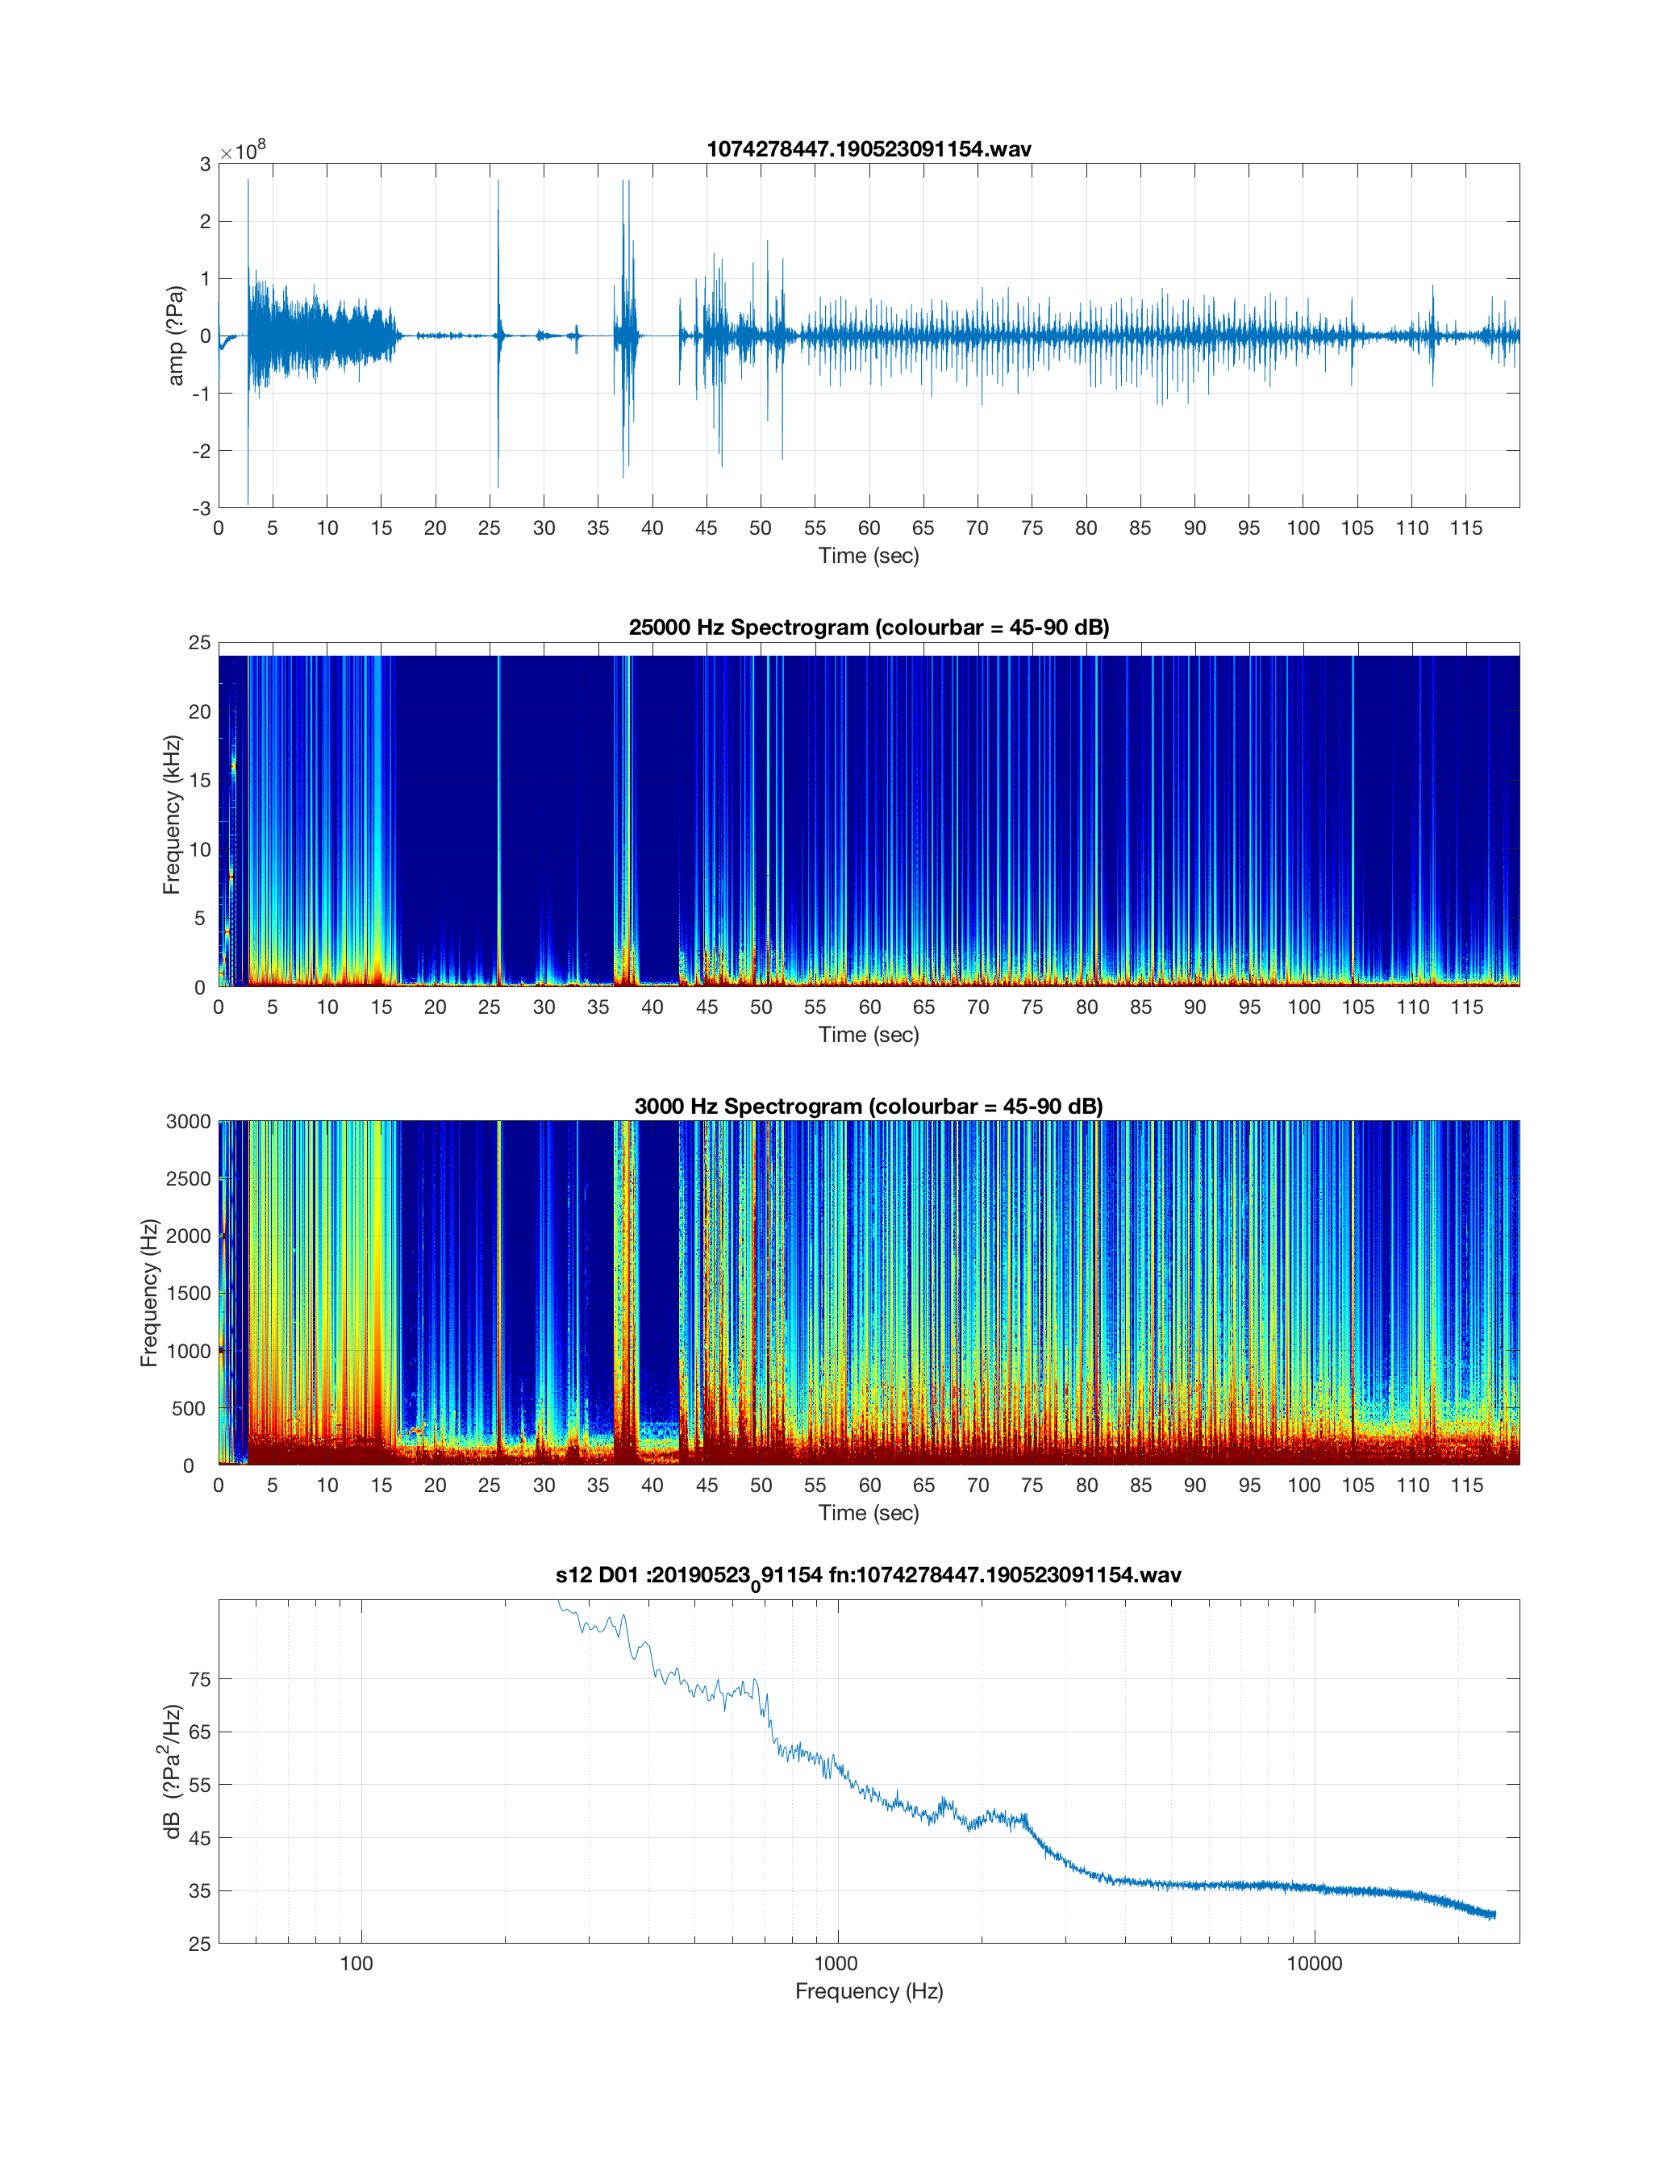 1074278447.190523091154.wav
×10⁸
3
2
1
0
-1
-2
-3
amp (?Pa)
0 5 10 15 20 25 30 35 40 45 50 55 60 65 70 75 80 85 90 95 100 105 110 115
Time (sec)
25000 Hz Spectrogram (colourbar = 45-90 dB)
25
20
15
10
5
0
Frequency (kHz)
0 5 10 15 20 25 30 35 40 45 50 55 60 65 70 75 80 85 90 95 100 105 110 115
Time (sec)
3000 Hz Spectrogram (colourbar = 45-90 dB)
3000
2500
2000
1500
1000
500
0
Frequency (Hz)
0 5 10 15 20 25 30 35 40 45 50 55 60 65 70 75 80 85 90 95 100 105 110 115
Time (sec)
s12 D01 :20190523₀91154 fn:1074278447.190523091154.wav
75
65
55
45
35
25
dB (?Pa²/Hz)
100 1000 10000
Frequency (Hz)